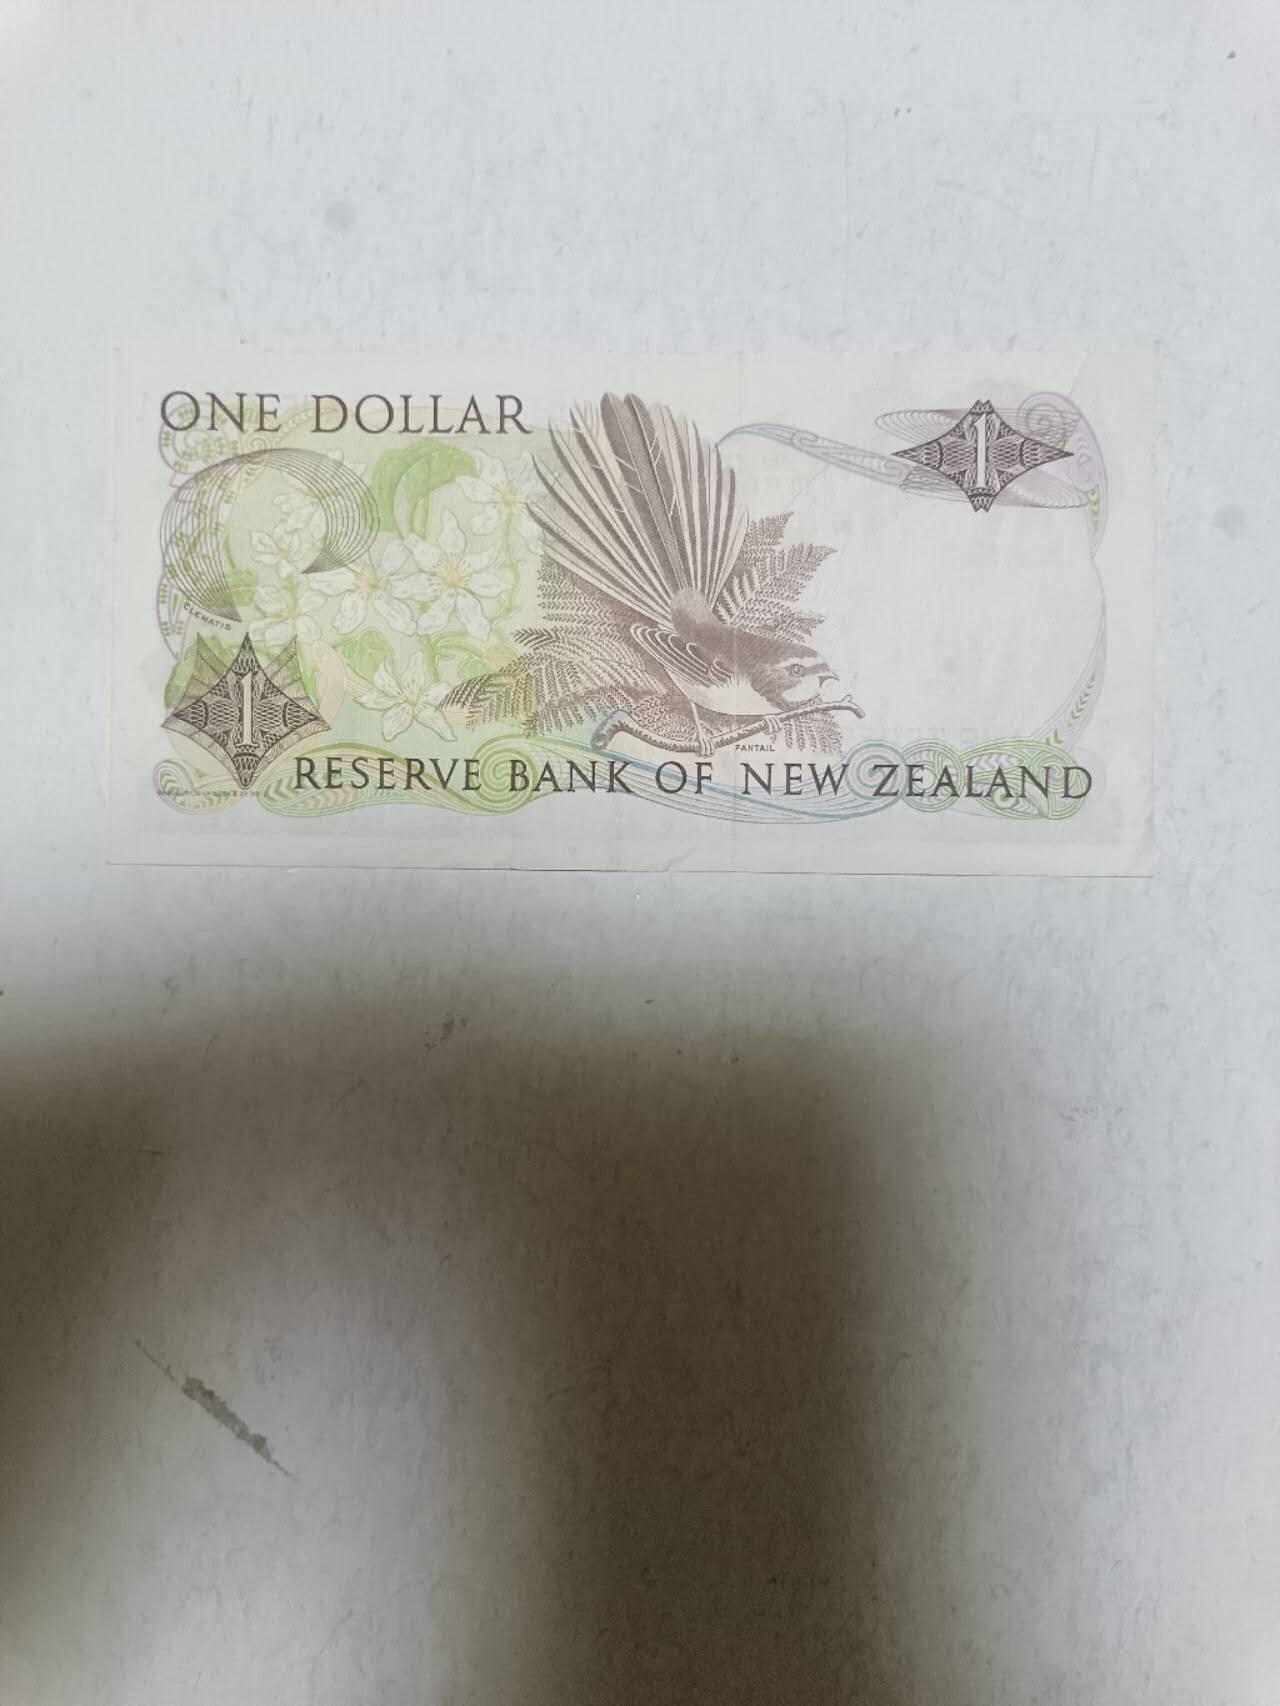 ONE DOLLAR
1
CLEMATIS
1
FANTAIL
RESERVE BANK OF NEW ZEALAND